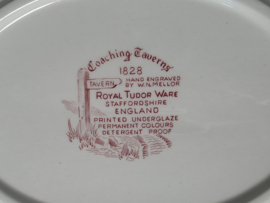 Coaching Taverns
1828
TAVERN
HAND ENGRAVED
BY W.N. MELLOR
ROYAL TUDOR WARE
STAFFORDSHIRE
ENGLAND
PRINTED UNDERGLAZE
PERMANENT COLOURS
DETERGENT PROOF